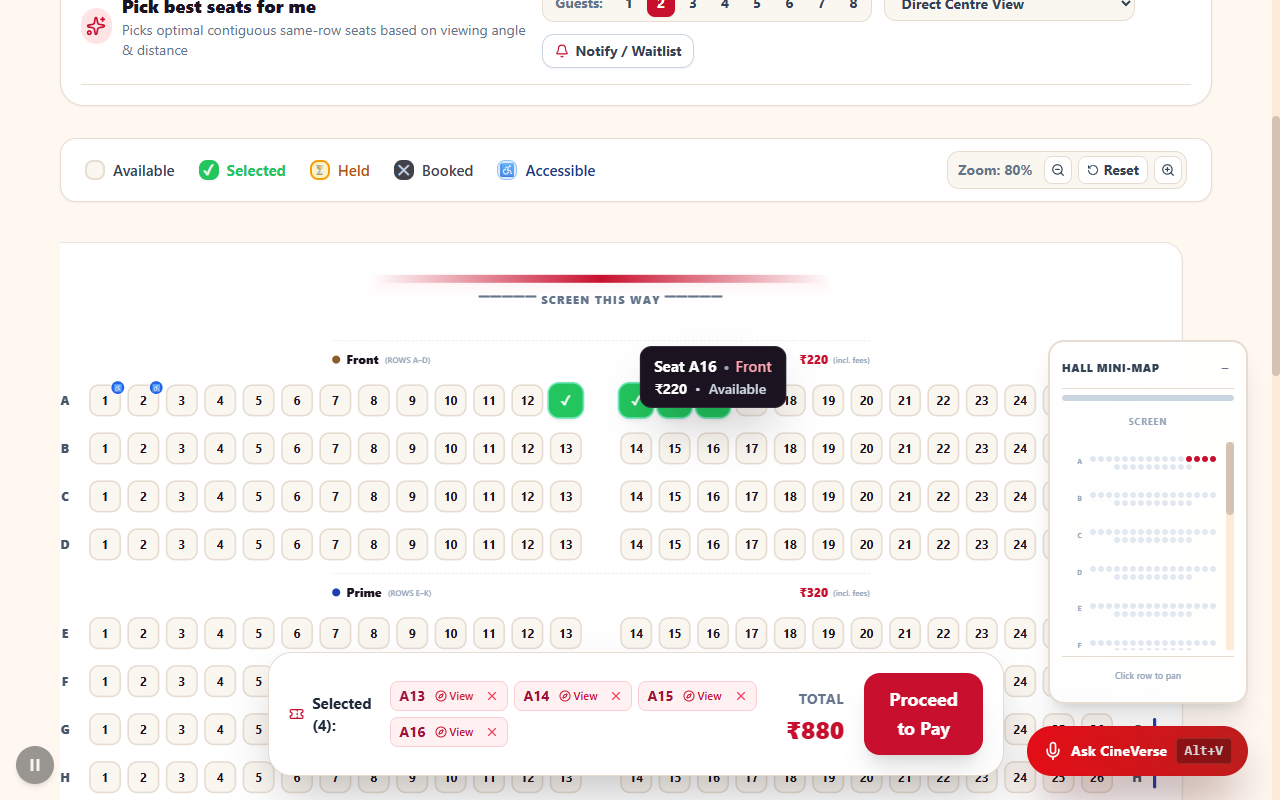 Pick best seats for me
Picks optimal contiguous same-row seats based on viewing angle
& distance
Guests: 1 2 3 4 5 6 7 8
Direct Centre View
Notify / Waitlist
Available
Selected
Held
Booked
Accessible
Zoom: 80%
Reset
SCREEN THIS WAY
Front (ROWS A–D)
₹220 (incl. fees)
Seat A16 • Front
₹220 • Available
A 1 2 3 4 5 6 7 8 9 10 11 12 18 19 20 21 22 23 24
B 1 2 3 4 5 6 7 8 9 10 11 12 13 14 15 16 17 18 19 20 21 22 23 24
C 1 2 3 4 5 6 7 8 9 10 11 12 13 14 15 16 17 18 19 20 21 22 23 24
D 1 2 3 4 5 6 7 8 9 10 11 12 13 14 15 16 17 18 19 20 21 22 23 24
Prime (ROWS E–K)
₹320 (incl. fees)
E 1 2 3 4 5 6 7 8 9 10 11 12 13 14 15 16 17 18 19 20 21 22 23 24
F 1 2 3 4 5 24
G 1 2 3 4 5 24
H 1 2 3 4 5 6 7 8 9 10 11 12 13 14 15 16 17 18 19 20 21 22 23 24 25 26 H
Selected
(4):
A13 View
A14 View
A15 View
A16 View
TOTAL
₹880
Proceed
to Pay
HALL MINI-MAP
SCREEN
A
B
C
D
E
F
Click row to pan
Ask CineVerse Alt+V